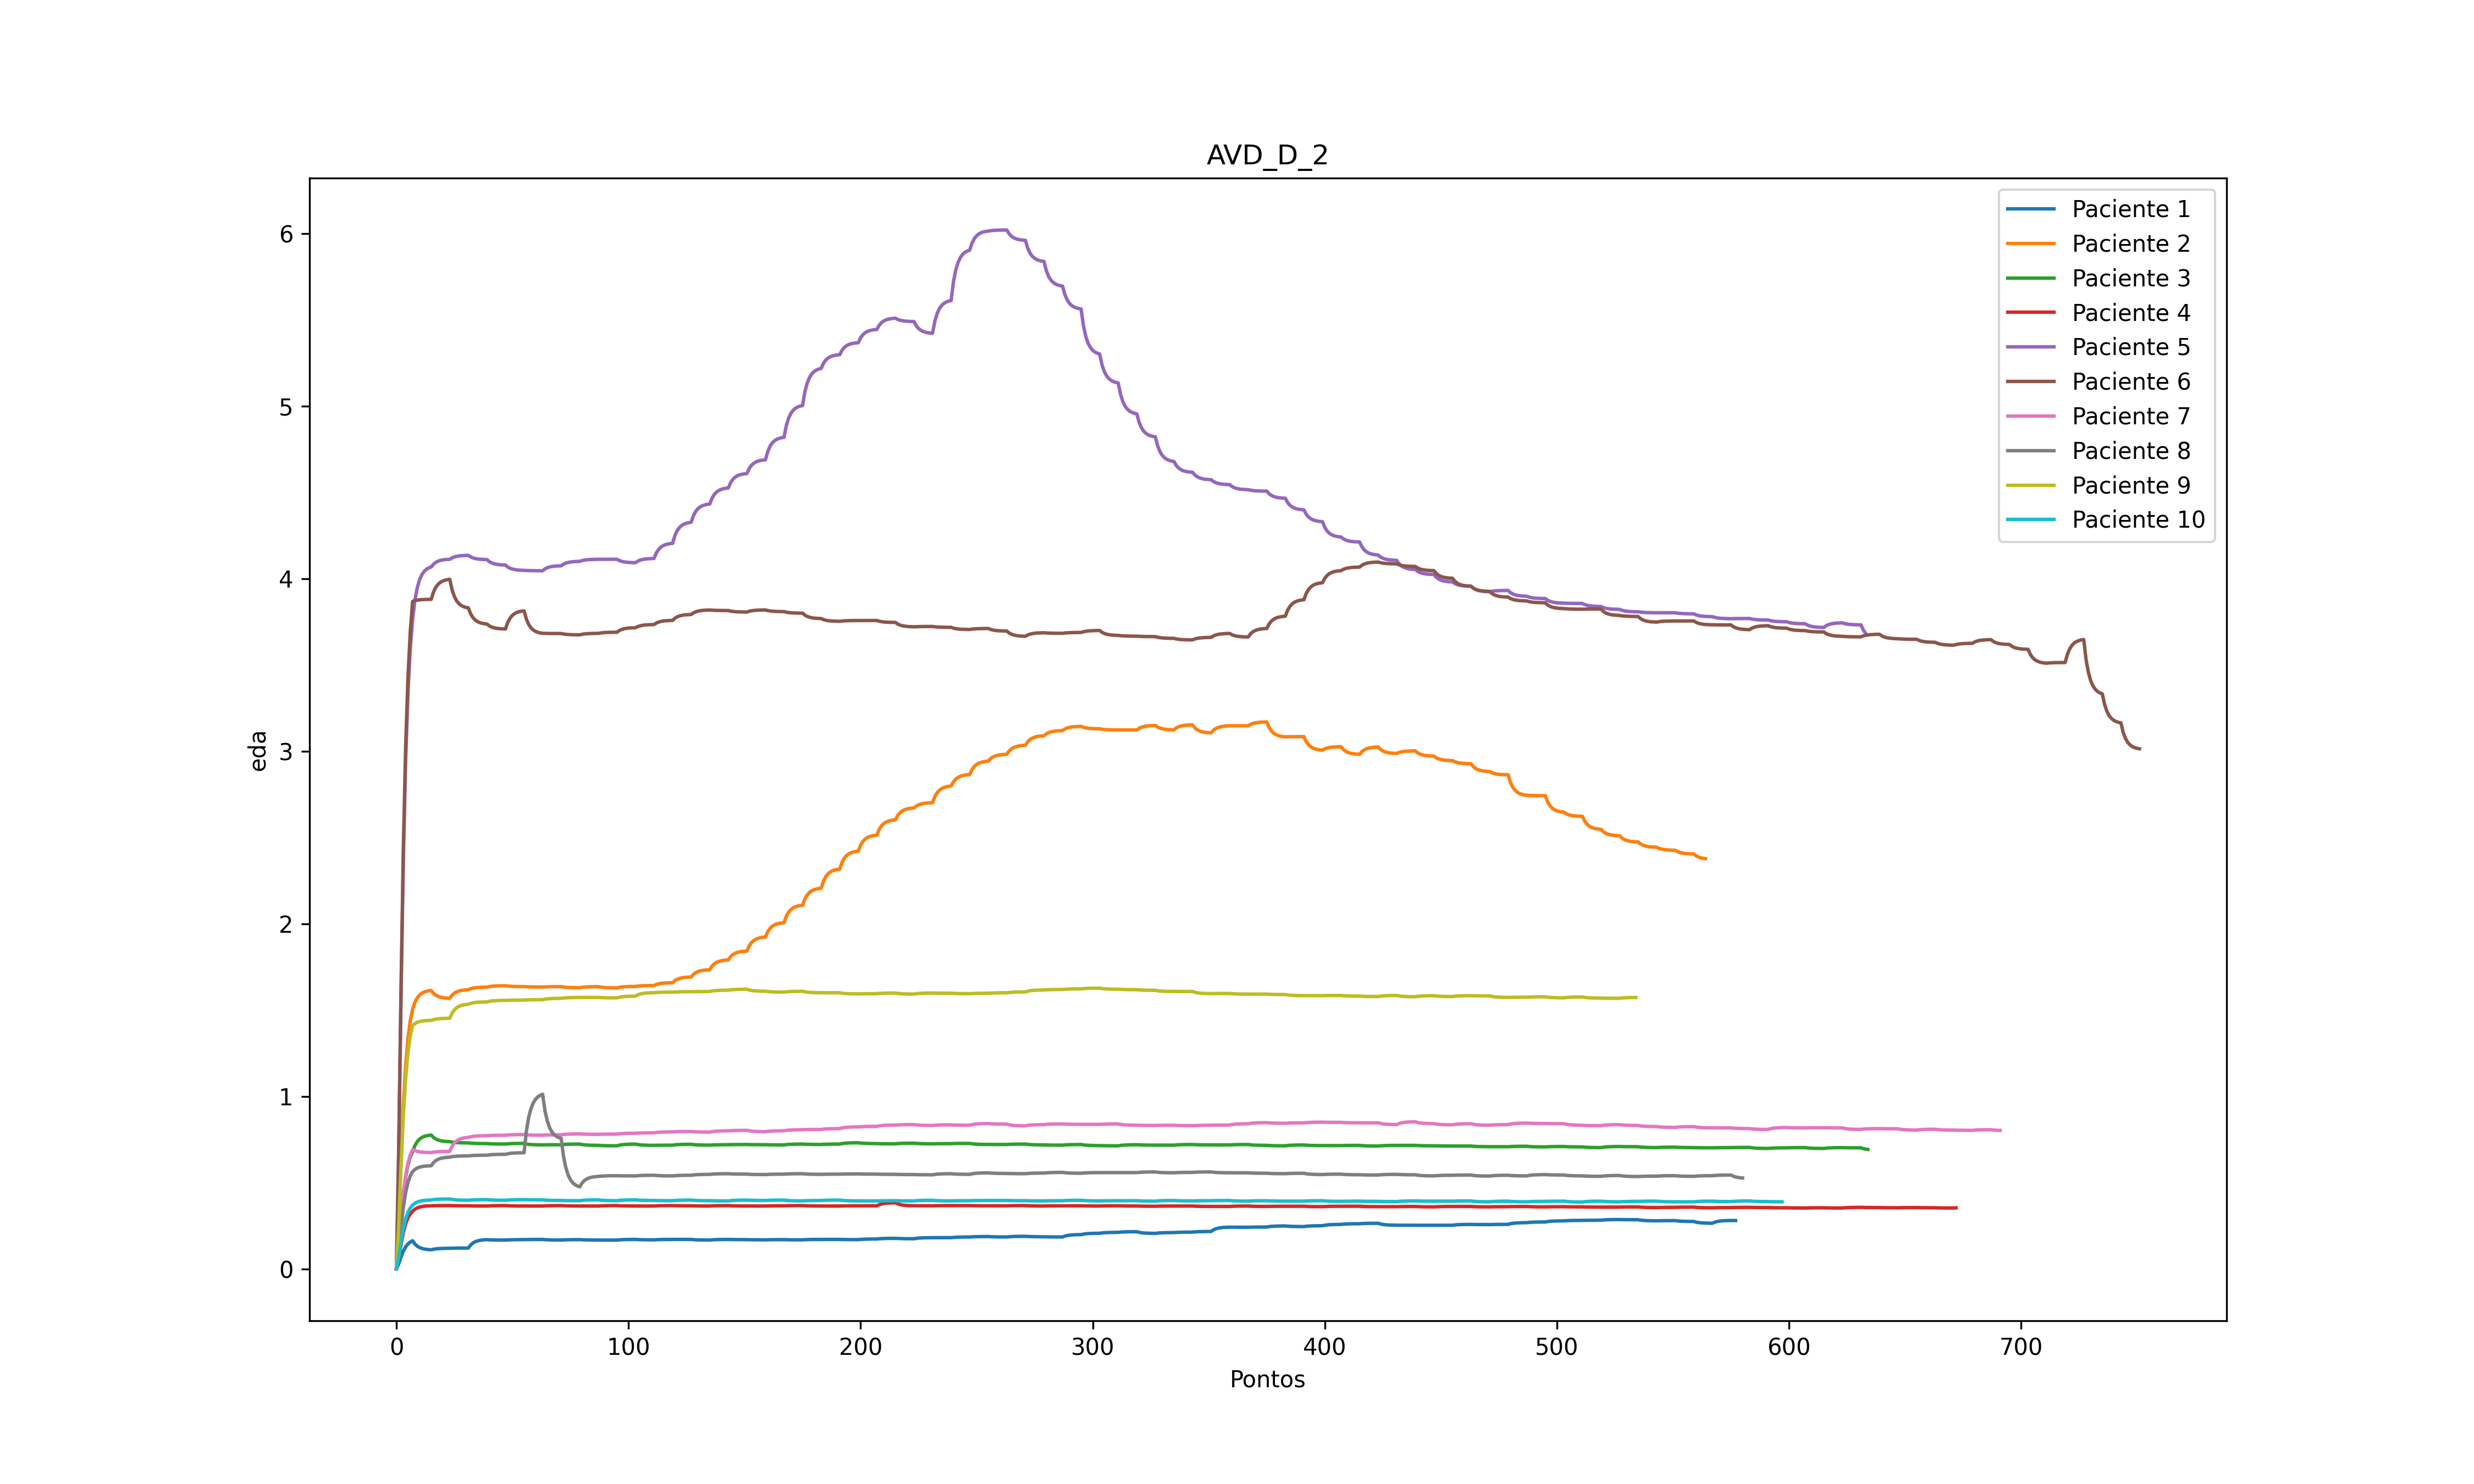 AVD_D_2
6
5
4
3
2
1
0
eda
0 100 200 300 400 500 600 700
Pontos
Paciente 1
Paciente 2
Paciente 3
Paciente 4
Paciente 5
Paciente 6
Paciente 7
Paciente 8
Paciente 9
Paciente 10